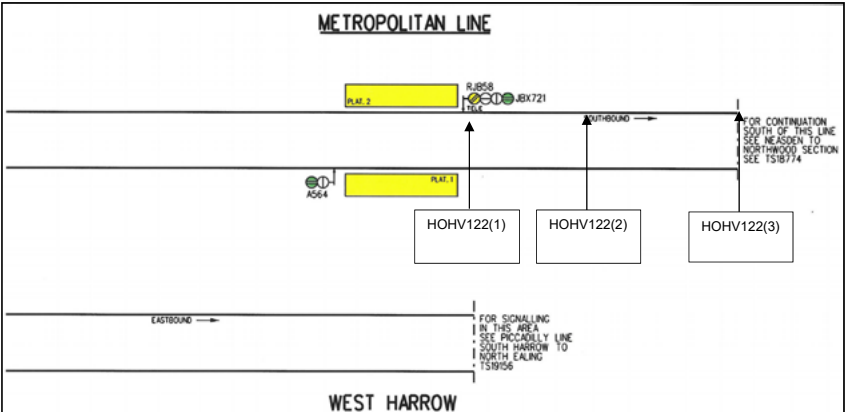 METROPOLITAN LINE
RJB58
JBX721
TELE
PLAT. 2
SOUTHBOUND
FOR CONTINUATION
SOUTH OF THIS LINE
SEE NEASDEN TO
NORTHWOOD SECTION
SEE TS18774
PLAT. 1
A564
HOHV122(1)
HOHV122(2)
HOHV122(3)
EASTBOUND
FOR SIGNALLING
IN THIS AREA
SEE PICCADILLY LINE
SOUTH HARROW TO
NORTH EALING
TS19156
WEST HARROW